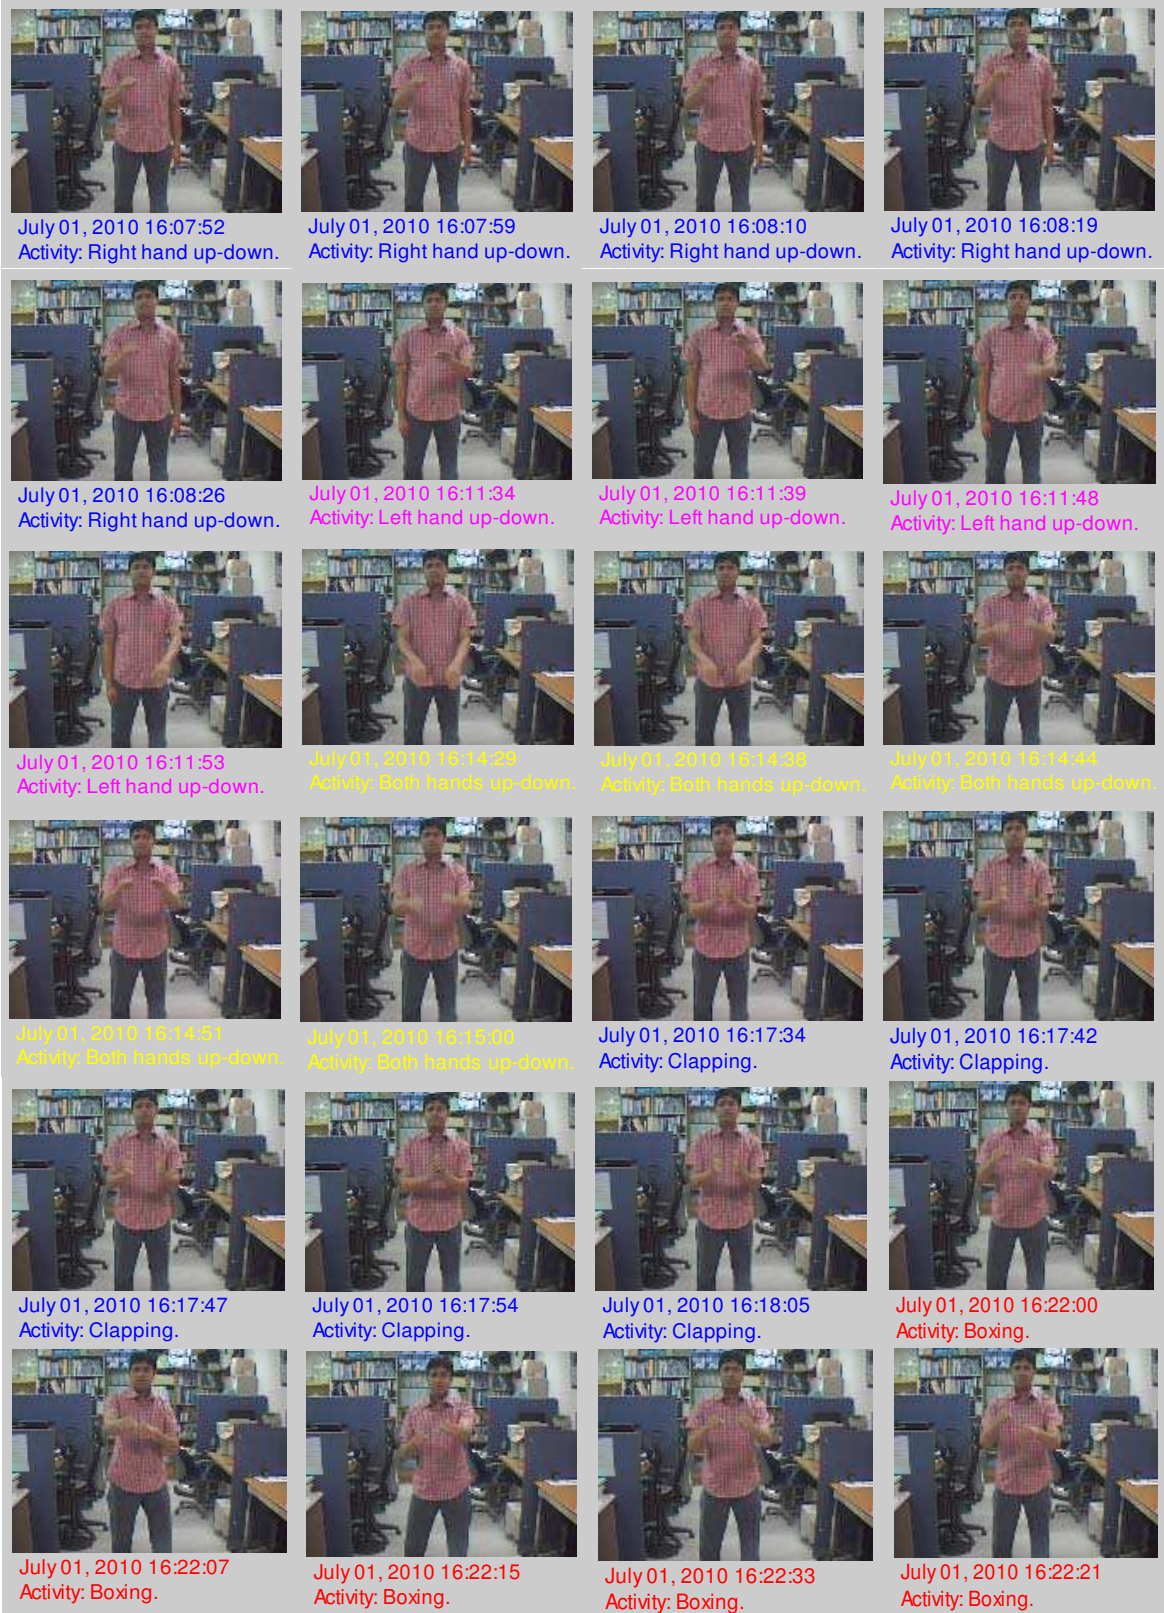 July 01, 2010 16:07:52
Activity: Right hand up-down.
July 01, 2010 16:07:59
Activity: Right hand up-down.
July 01, 2010 16:08:10
Activity: Right hand up-down.
July 01, 2010 16:08:19
Activity: Right hand up-down.
July 01, 2010 16:08:26
Activity: Right hand up-down.
July 01, 2010 16:11:34
Activity: Left hand up-down.
July 01, 2010 16:11:39
Activity: Left hand up-down.
July 01, 2010 16:11:48
Activity: Left hand up-down.
July 01, 2010 16:11:53
Activity: Left hand up-down.
July 01, 2010 16:14:29
Activity: Both hands up-down.
July 01, 2010 16:14:38
Activity: Both hands up-down.
July 01, 2010 16:14:44
Activity: Both hands up-down.
July 01, 2010 16:14:51
Activity: Both hands up-down.
July 01, 2010 16:15:00
Activity: Both hands up-down.
July 01, 2010 16:17:34
Activity: Clapping.
July 01, 2010 16:17:42
Activity: Clapping.
July 01, 2010 16:17:47
Activity: Clapping.
July 01, 2010 16:17:54
Activity: Clapping.
July 01, 2010 16:18:05
Activity: Clapping.
July 01, 2010 16:22:00
Activity: Boxing.
July 01, 2010 16:22:07
Activity: Boxing.
July 01, 2010 16:22:15
Activity: Boxing.
July 01, 2010 16:22:33
Activity: Boxing.
July 01, 2010 16:22:21
Activity: Boxing.